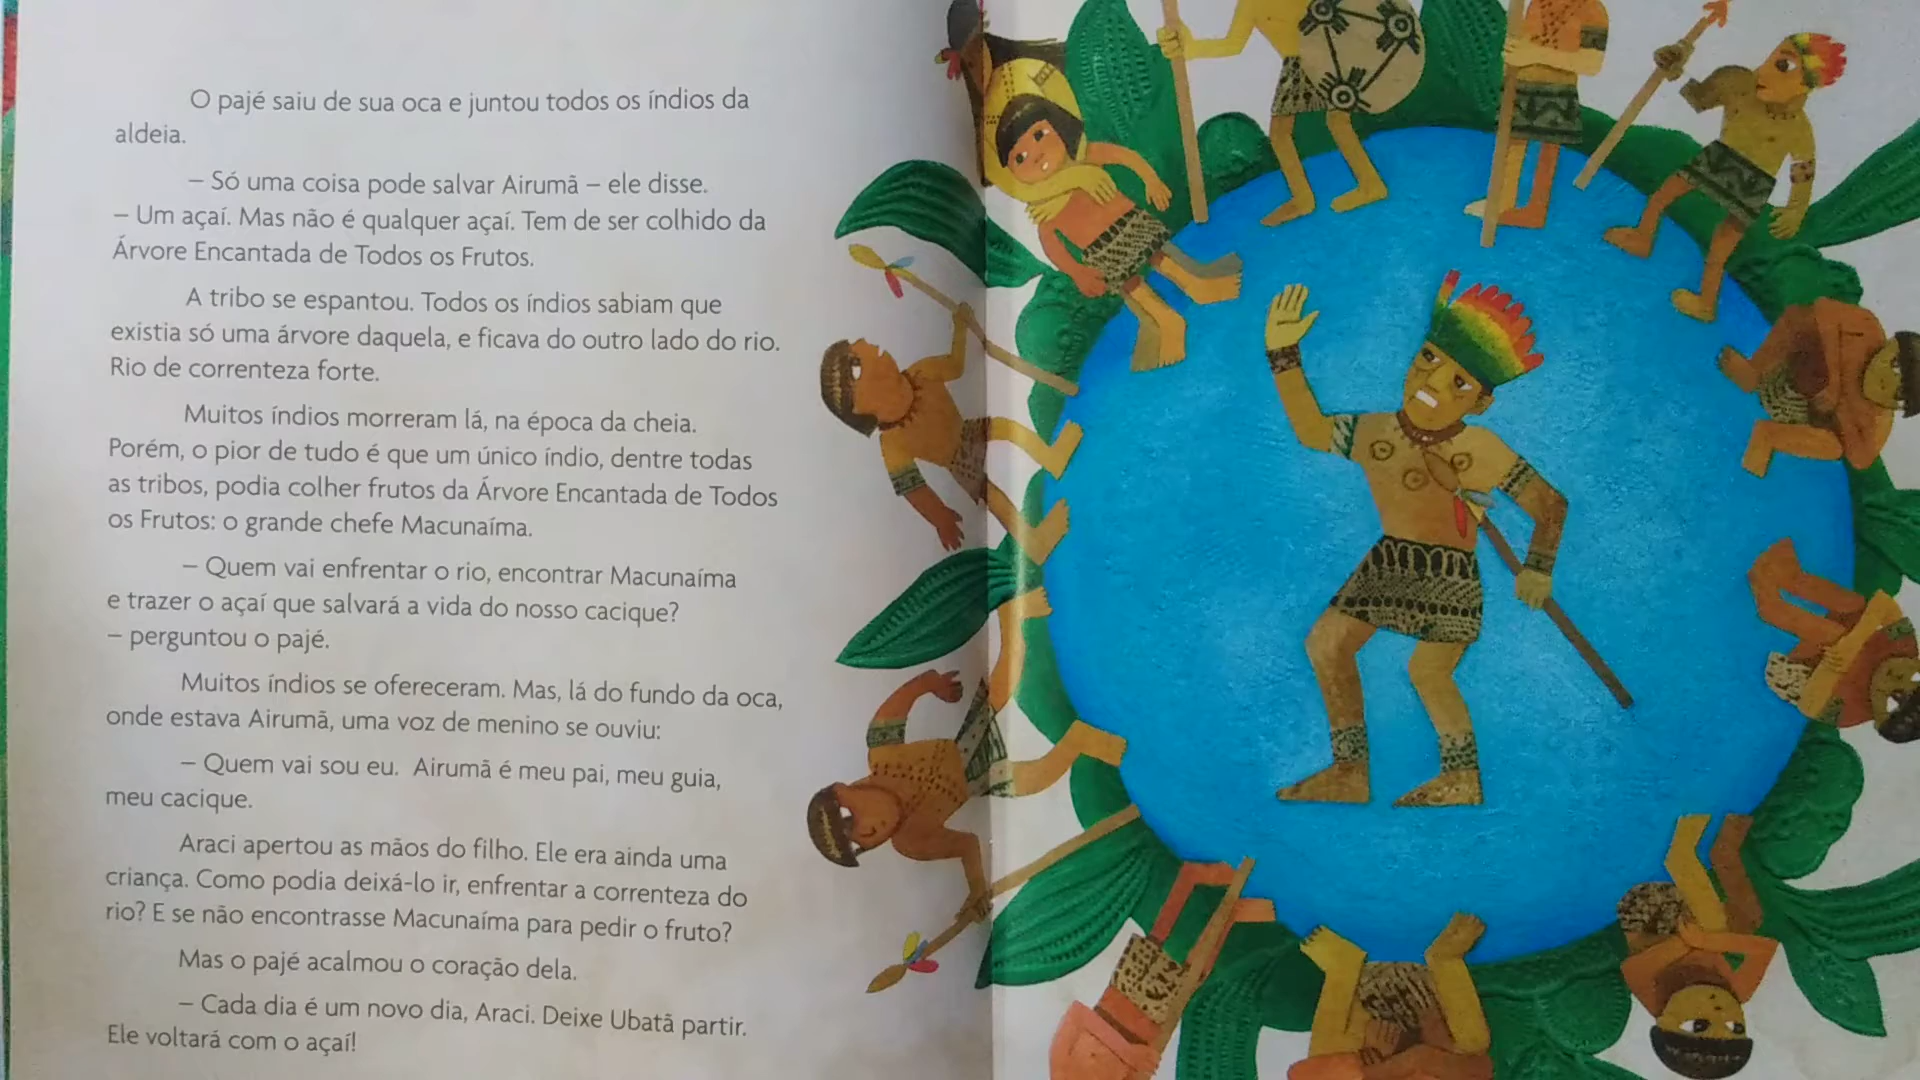 O pajé saiu de sua oca e juntou todos os índios da
aldeia.
– Só uma coisa pode salvar Airumã – ele disse.
– Um açaí. Mas não é qualquer açaí. Tem de ser colhido da
Árvore Encantada de Todos os Frutos.
A tribo se espantou. Todos os índios sabiam que
existia só uma árvore daquela, e ficava do outro lado do rio.
Rio de correnteza forte.
Muitos índios morreram lá, na época da cheia.
Porém, o pior de tudo é que um único índio, dentre todas
as tribos, podia colher frutos da Árvore Encantada de Todos
os Frutos: o grande chefe Macunaíma.
– Quem vai enfrentar o rio, encontrar Macunaíma
e trazer o açaí que salvará a vida do nosso cacique?
– perguntou o pajé.
Muitos índios se ofereceram. Mas, lá do fundo da oca,
onde estava Airumã, uma voz de menino se ouviu:
– Quem vai sou eu. Airumã é meu pai, meu guia,
meu cacique.
Araci apertou as mãos do filho. Ele era ainda uma
criança. Como podia deixá-lo ir, enfrentar a correnteza do
rio? E se não encontrasse Macunaíma para pedir o fruto?
Mas o pajé acalmou o coração dela.
– Cada dia é um novo dia, Araci. Deixe Ubatã partir.
Ele voltará com o açaí!